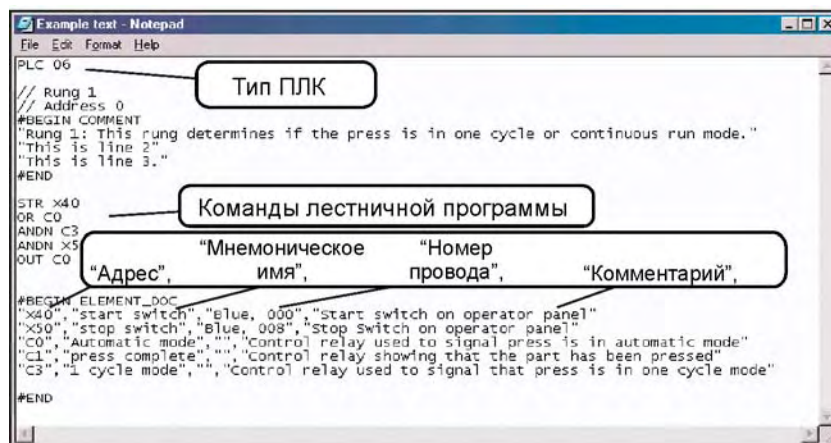 Example text - Notepad
File Edit Format Help
PLC 06
Тип ПЛК
// Rung 1
// Address 0
#BEGIN COMMENT
"Rung 1: This rung determines if the press is in one cycle or continuous run mode."
"This is line 2"
"This is line 3."
#END
STR X40
OR C0
ANDN C3
ANDN X5
OUT C0
Команды лестничной программы
“Адрес”, “Мнемоническое имя”, “Номер провода”, “Комментарий”,
#BEGIN ELEMENT_DOC
"X40","start switch","Blue, 000","Start switch on operator panel"
"X50","stop switch","Blue, 008","Stop Switch on operator panel"
"C0","Automatic mode","","Control relay used to signal press is in automatic mode"
"C1","press complete","","Control relay showing that the part has been pressed"
"C3","1 cycle mode","","Control relay used to signal that press is in one cycle mode"
#END